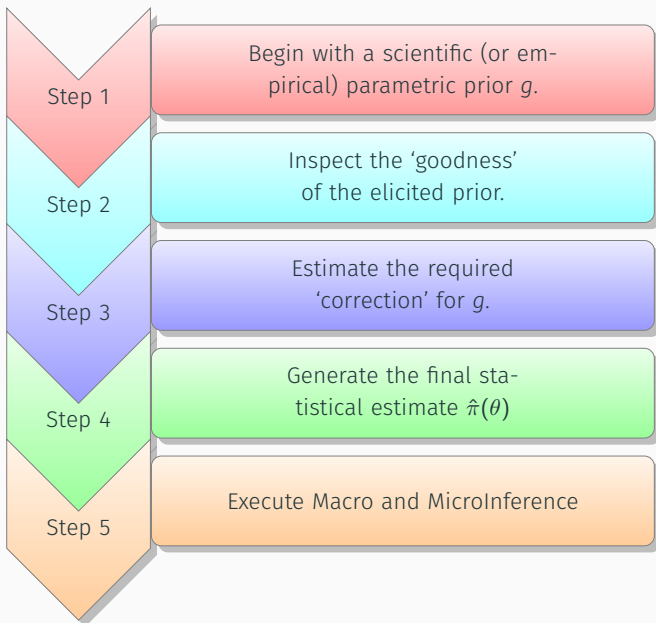 Step 1
Begin with a scientific (or em-
pirical) parametric prior g.
Step 2
Inspect the ‘goodness’
of the elicited prior.
Step 3
Estimate the required
‘correction’ for g.
Step 4
Generate the final sta-
tistical estimate π̂(θ)
Step 5
Execute Macro and MicroInference